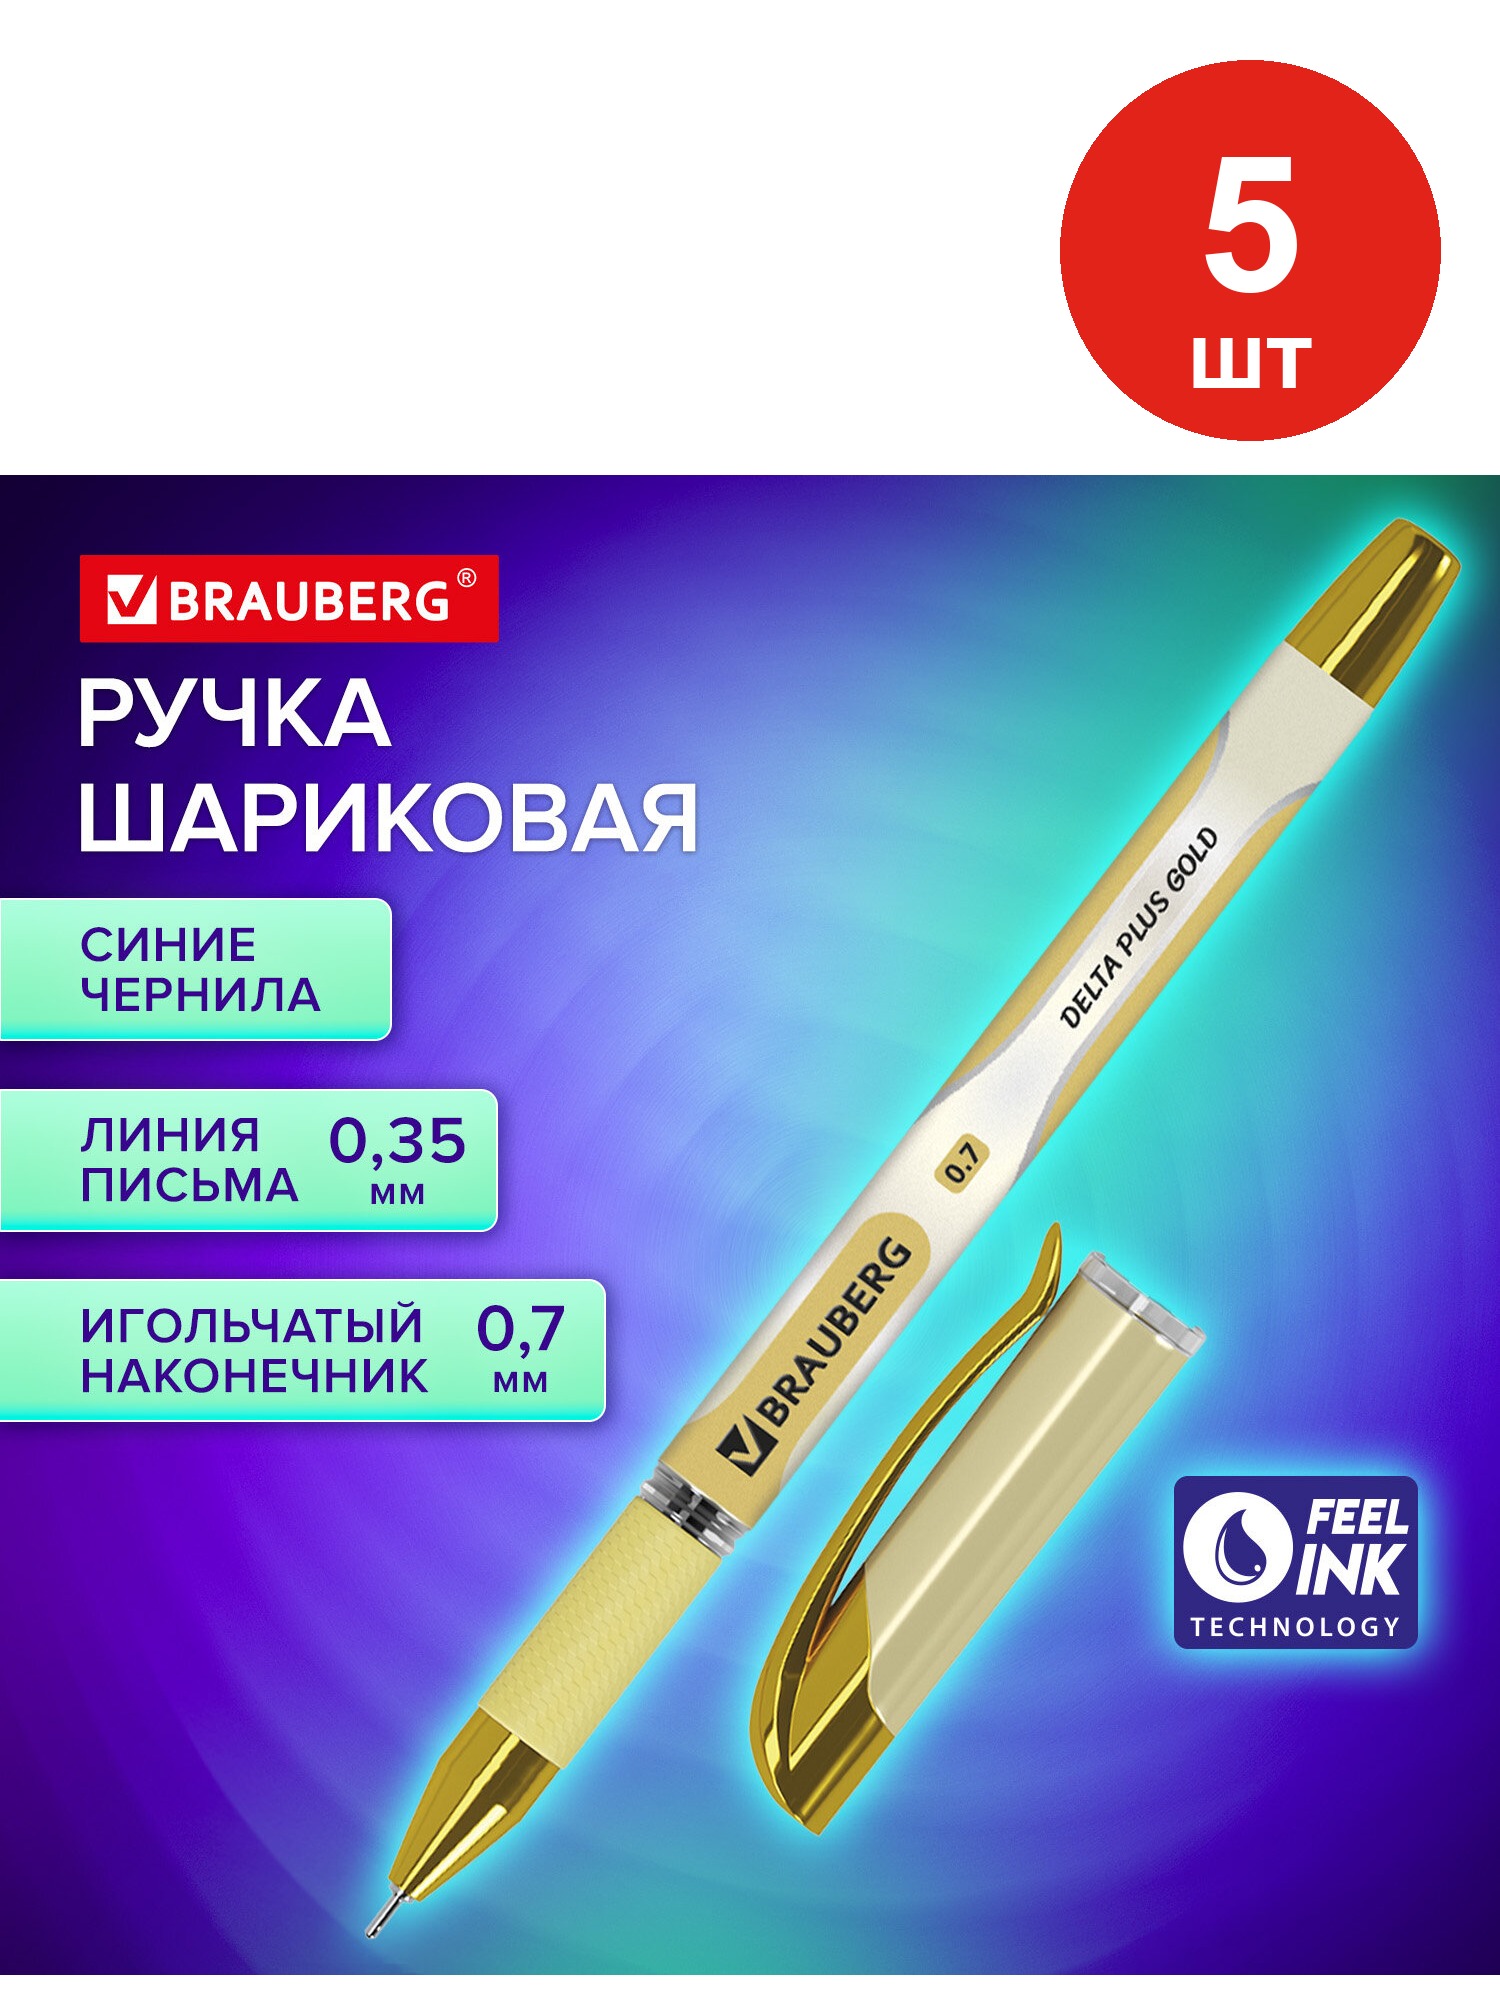 5
шт
BRAUBERG®
РУЧКА
ШАРИКОВАЯ
СИНИЕ
ЧЕРНИЛА
ЛИНИЯ
ПИСЬМА
0,35
мм
ИГОЛЬЧАТЫЙ
НАКОНЕЧНИК
0,7
мм
DELTA PLUS GOLD
0.7
BRAUBERG
FEEL
INK
TECHNOLOGY